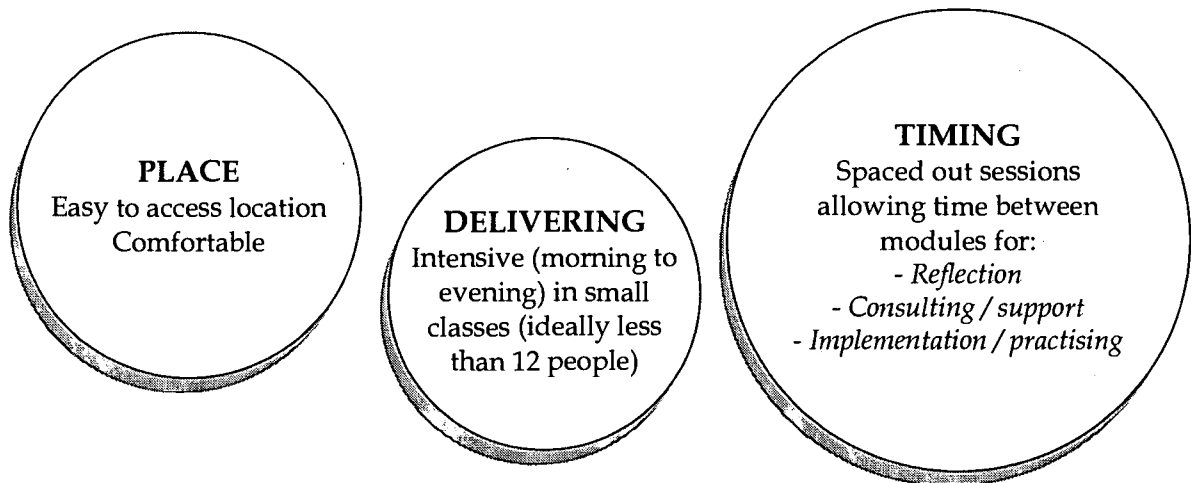 PLACE
Easy to access location
Comfortable
DELIVERING
Intensive (morning to
evening) in small
classes (ideally less
than 12 people)
TIMING
Spaced out sessions
allowing time between
modules for:
- Reflection
- Consulting / support
- Implementation / practising